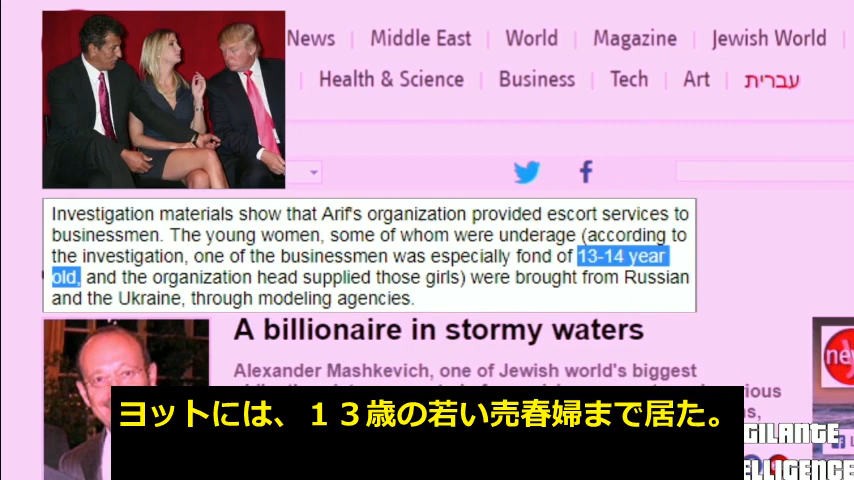 News | Middle East | World | Magazine | Jewish World
Health & Science | Business | Tech | Art | עברית
Investigation materials show that Arif's organization provided escort services to
businessmen. The young women, some of whom were underage (according to
the investigation, one of the businessmen was especially fond of 13-14 year
old, and the organization head supplied those girls) were brought from Russian
and the Ukraine, through modeling agencies.
A billionaire in stormy waters
Alexander Mashkevich, one of Jewish world's biggest
ヨットには、１３歳の若い売春婦まで居た。